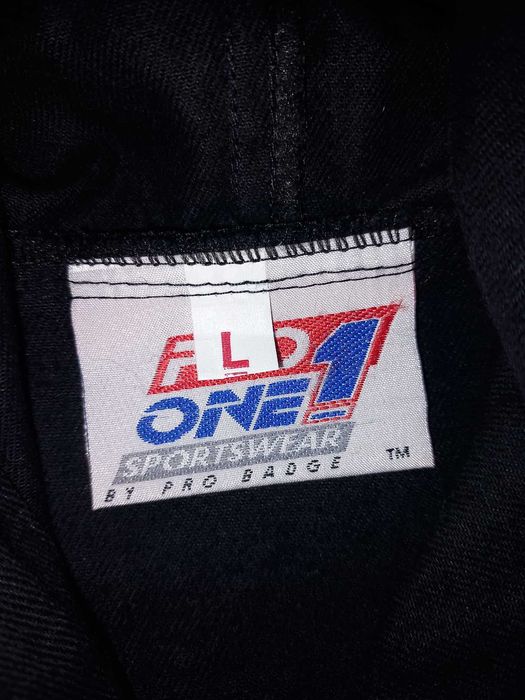 L
ONE 1
SPORTSWEAR
BY PRO BADGE
TM